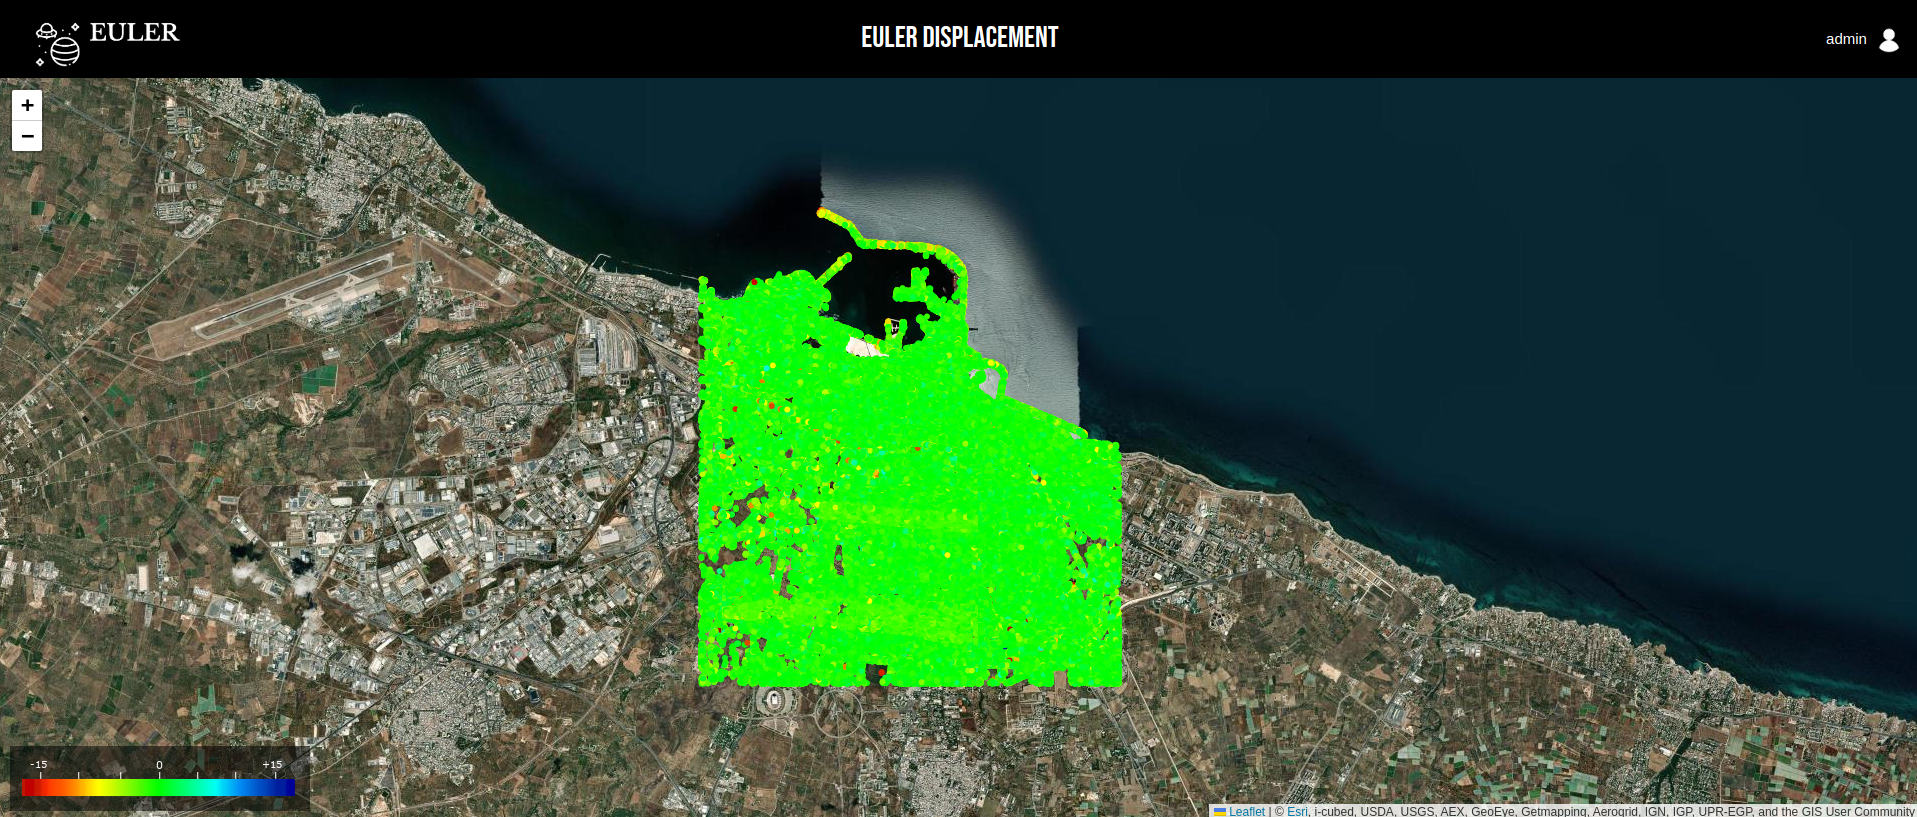 EULER
EULER DISPLACEMENT
admin
+
−
-15 0 +15
Leaflet | © Esri, i-cubed, USDA, USGS, AEX, GeoEye, Getmapping, Aerogrid, IGN, IGP, UPR-EGP, and the GIS User Community